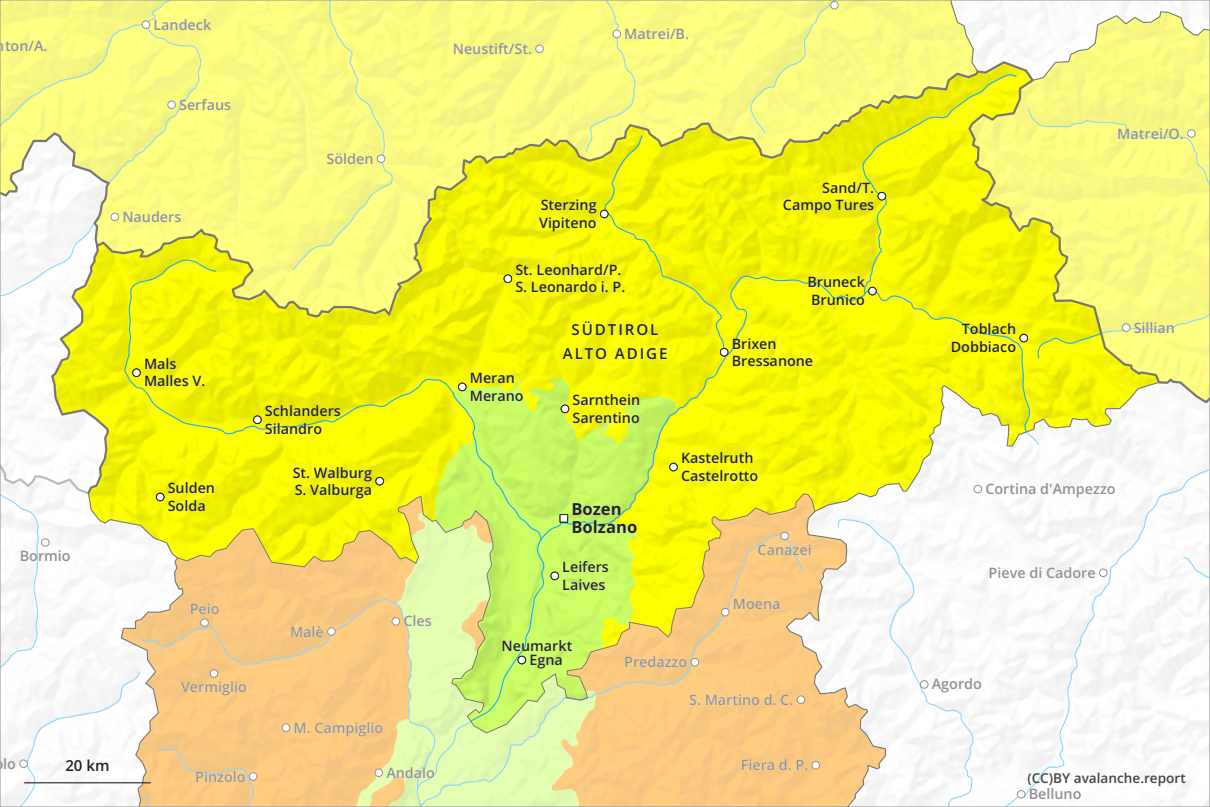 Landeck
nton/A.
Neustift/St.
Matrei/B.
Serfaus
Matrei/O.
Sölden
Nauders
Sand/T.
Campo Tures
Sterzing
Vipiteno
St. Leonhard/P.
S. Leonardo i. P.
Bruneck
Brunico
SÜDTIROL
ALTO ADIGE
Toblach
Dobbiaco
Sillian
Brixen
Bressanone
Mals
Malles V.
Meran
Merano
Sarnthein
Sarentino
Schlanders
Silandro
Kastelruth
Castelrotto
St. Walburg
S. Valburga
Sulden
Solda
Cortina d'Ampezzo
Bozen
Bolzano
Bormio
Canazei
Leifers
Laives
Pieve di Cadore
Peio
Moena
Malè
Cles
Neumarkt
Egna
Predazzo
Vermiglio
Agordo
S. Martino d. C.
M. Campiglio
lo
20 km
Pinzolo
Andalo
Fiera d. P.
(CC)BY avalanche.report
Belluno